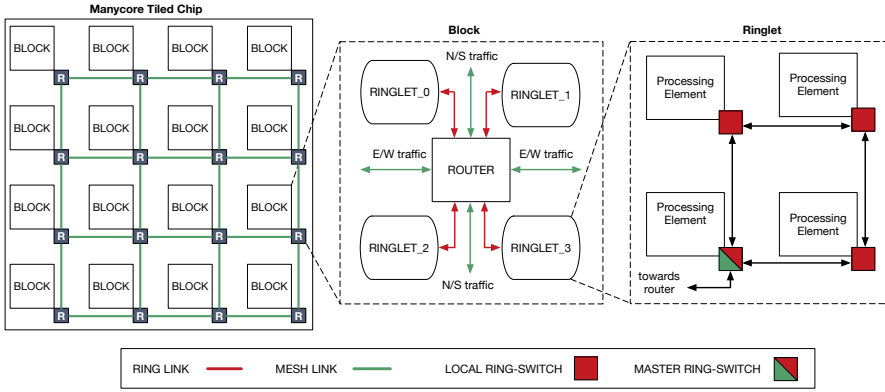 Manycore Tiled Chip
BLOCK BLOCK BLOCK BLOCK
R R R R
BLOCK BLOCK BLOCK BLOCK
R R R R
BLOCK BLOCK BLOCK BLOCK
R R R R
BLOCK BLOCK BLOCK BLOCK
R R R R
Block
N/S traffic
RINGLET_0
RINGLET_1
E/W traffic
ROUTER
E/W traffic
RINGLET_2
RINGLET_3
N/S traffic
Ringlet
Processing
Element
Processing
Element
Processing
Element
Processing
Element
towards
router
RING LINK
MESH LINK
LOCAL RING-SWITCH
MASTER RING-SWITCH